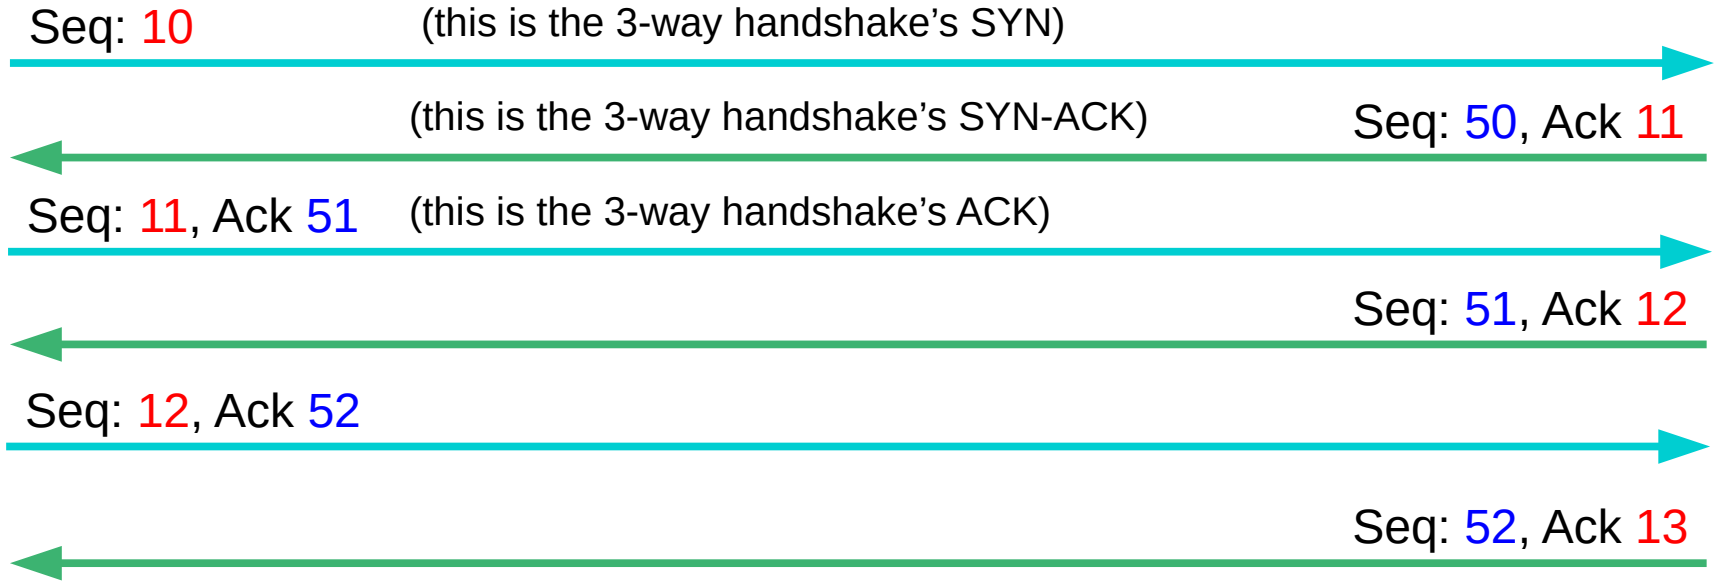 Seq: 10 (this is the 3-way handshake’s SYN)
(this is the 3-way handshake’s SYN-ACK) Seq: 50, Ack 11
Seq: 11, Ack 51 (this is the 3-way handshake’s ACK)
Seq: 51, Ack 12
Seq: 12, Ack 52
Seq: 52, Ack 13